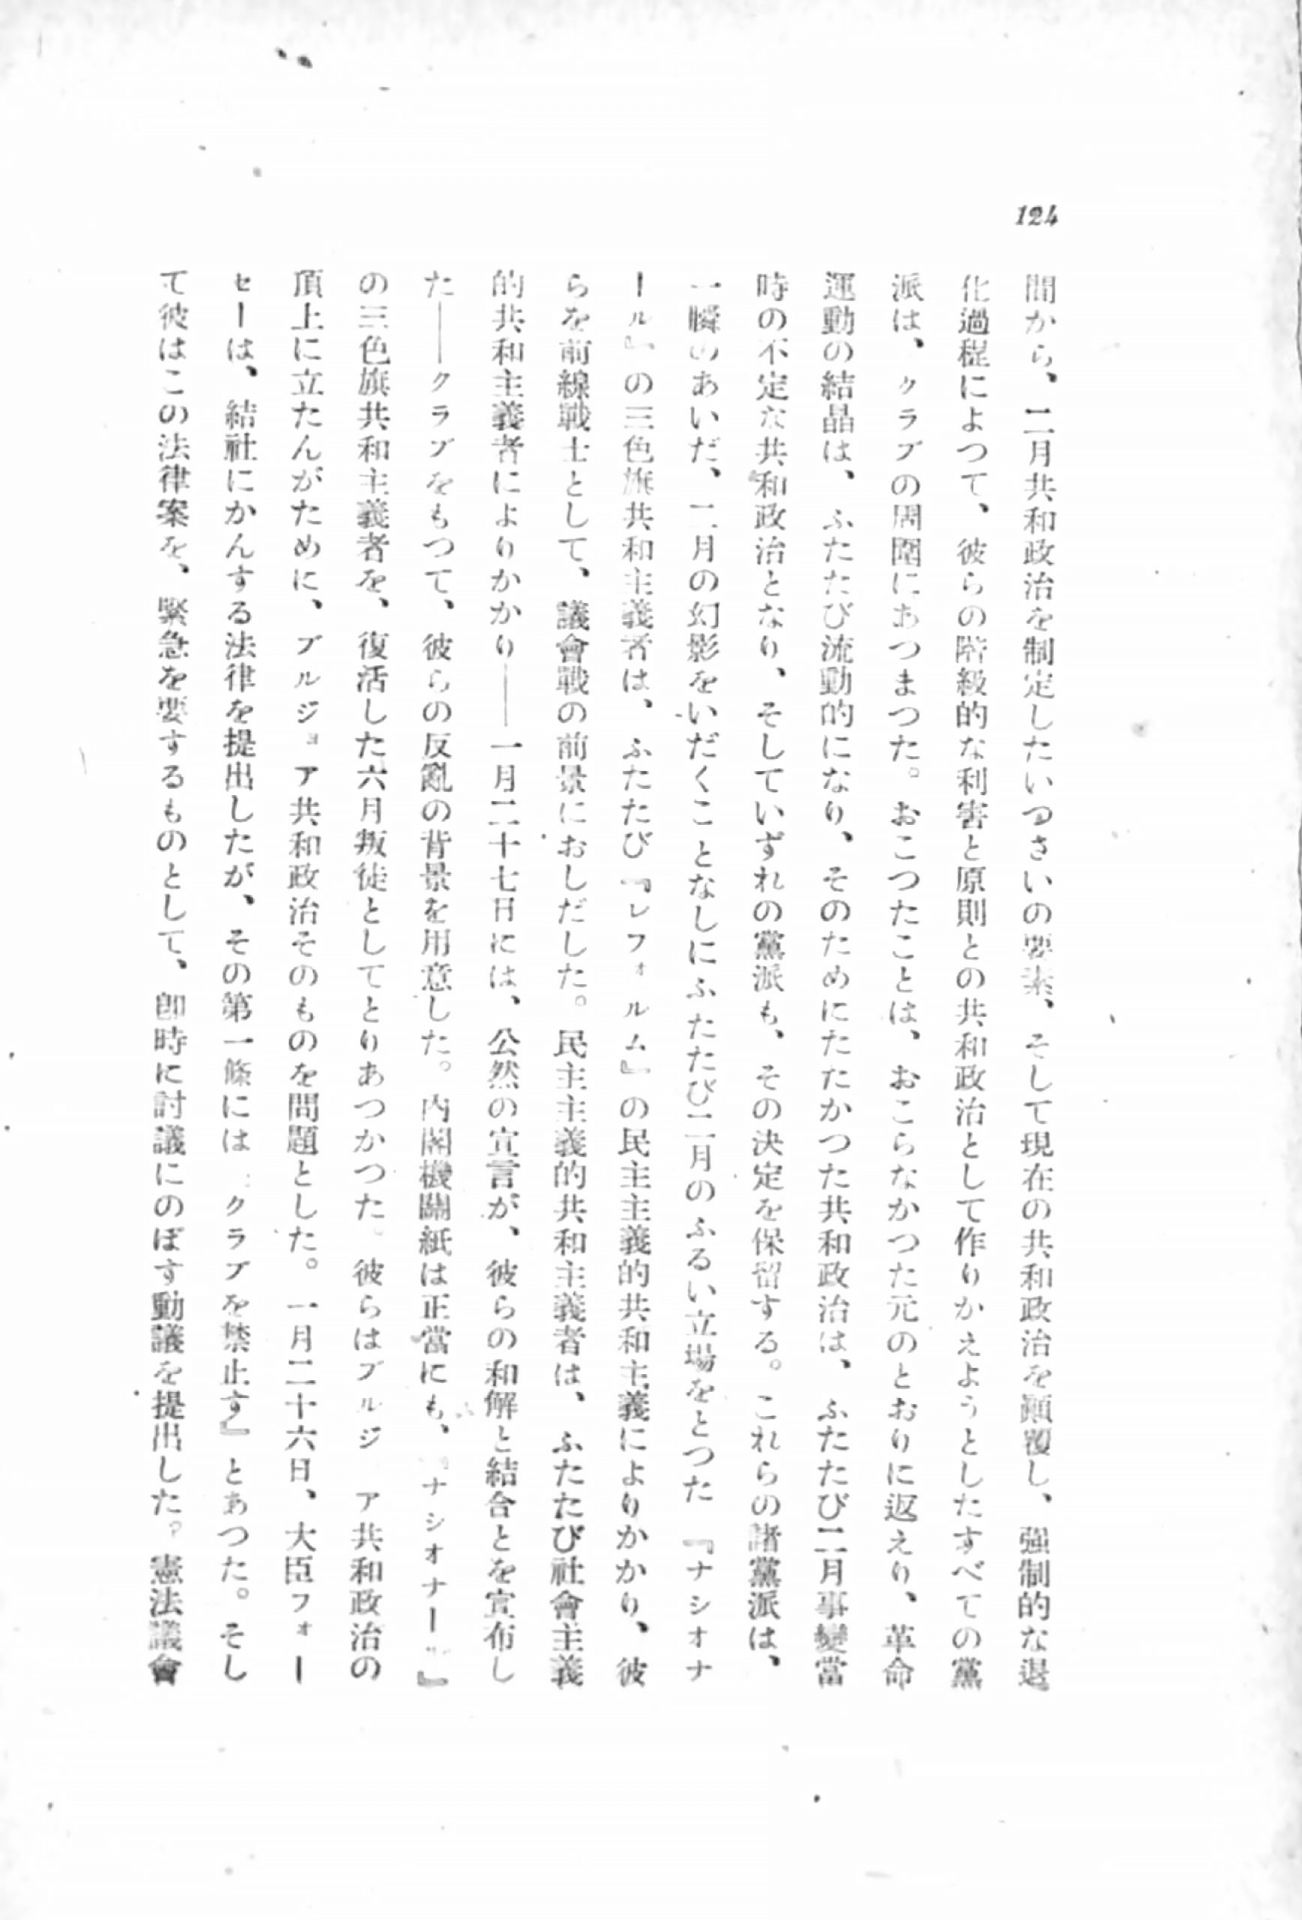 124
間から、二月共和政治を制定したいつさいの要素、そして現在の共和政治を顚覆し、強制的な退
化過程によつて、彼らの階級的な利害と原則との共和政治として作りかえようとしたすべての黨
派は、クラブの周圍にあつまつた。おこつたことは、おこらなかつた元のとおりに返えり、革命
運動の結晶は、ふたたび流動的になり、そのためにたたかつた共和政治は、ふたたび二月事變當
時の不定な共和政治となり、そしていずれの黨派も、その決定を保留する。これらの諸黨派は、
一瞬のあいだ、二月の幻影をいだくことなしにふたたび二月のふるい立場をとつた『ナシオナ
ール』の三色旗共和主義者は、ふたたび『レフォルム』の民主主義的共和主義によりかかり、彼
らを前線戰士として、議會戰の前景におしだした。民主主義的共和主義者は、ふたたび社會主義
的共和主義者によりかかり――一月二十七日には、公然の宣言が、彼らの和解と結合とを宣布し
た――クラブをもつて、彼らの反亂の背景を用意した。内閣機關紙は正當にも、『ナシオナール』
の三色旗共和主義者を、復活した六月叛徒としてとりあつかつた。彼らはブルジ ア共和政治の
頂上に立たんがために、ブルジョア共和政治そのものを問題とした。一月二十六日、大臣フォー
セーは、結社にかんする法律を提出したが、その第一條には クラブを禁止す』とあつた。そし
て彼はこの法律案を、緊急を要するものとして、卽時に討議にのぼす動議を提出した。憲法議會